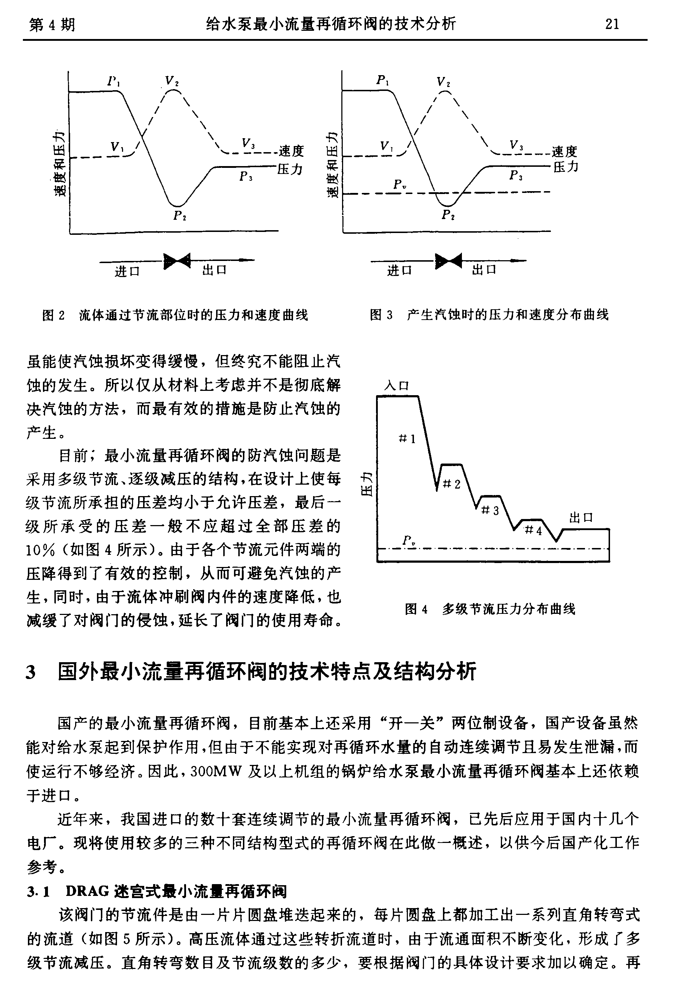 第 4 期 给水泵最小流量再循环阀的技术分析 21
速度和压力
P₁
V₂
V₁
V₃
速度
压力
P₃
P₂
进口
出口
图 2 流体通过节流部位时的压力和速度曲线
速度和压力
P₁
V₂
V₁
V₃
速度
压力
P₃
Pᵥ
P₂
进口
出口
图 3 产生汽蚀时的压力和速度分布曲线
虽能使汽蚀损坏变得缓慢，但终究不能阻止汽
蚀的发生。所以仅从材料上考虑并不是彻底解
决汽蚀的方法，而最有效的措施是防止汽蚀的
产生。
目前；最小流量再循环阀的防汽蚀问题是
采用多级节流、逐级减压的结构，在设计上使每
级节流所承担的压差均小于允许压差，最后一
级所承受的压差一般不应超过全部压差的
10%（如图 4 所示）。由于各个节流元件两端的
压降得到了有效的控制，从而可避免汽蚀的产
生，同时，由于流体冲刷阀内件的速度降低，也
减缓了对阀门的侵蚀，延长了阀门的使用寿命。
入口
#1
#2
#3
#4
出口
压力
Pᵥ
图 4 多级节流压力分布曲线
3 国外最小流量再循环阀的技术特点及结构分析
国产的最小流量再循环阀，目前基本上还采用“开—关”两位制设备，国产设备虽然
能对给水泵起到保护作用，但由于不能实现对再循环水量的自动连续调节且易发生泄漏，而
使运行不够经济。因此，300MW 及以上机组的锅炉给水泵最小流量再循环阀基本上还依赖
于进口。
近年来，我国进口的数十套连续调节的最小流量再循环阀，已先后应用于国内十几个
电厂。现将使用较多的三种不同结构型式的再循环阀在此做一概述，以供今后国产化工作
参考。
3.1 DRAG 迷宫式最小流量再循环阀
该阀门的节流件是由一片片圆盘堆迭起来的，每片圆盘上都加工出一系列直角转弯式
的流道（如图 5 所示）。高压流体通过这些转折流道时，由于流通面积不断变化，形成了多
级节流减压。直角转弯数目及节流级数的多少，要根据阀门的具体设计要求加以确定。再